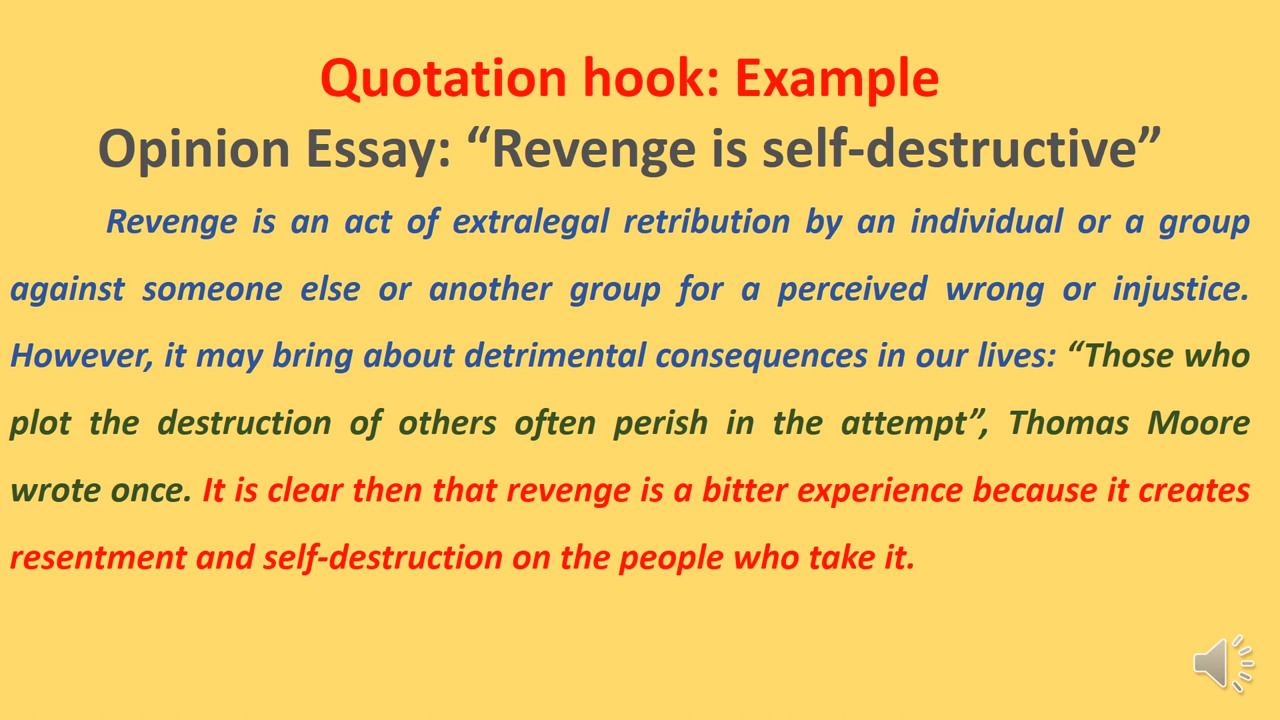 Quotation hook: Example
Opinion Essay: “Revenge is self-destructive”
Revenge is an act of extralegal retribution by an individual or a group
against someone else or another group for a perceived wrong or injustice.
However, it may bring about detrimental consequences in our lives: “Those who
plot the destruction of others often perish in the attempt”, Thomas Moore
wrote once. It is clear then that revenge is a bitter experience because it creates
resentment and self-destruction on the people who take it.